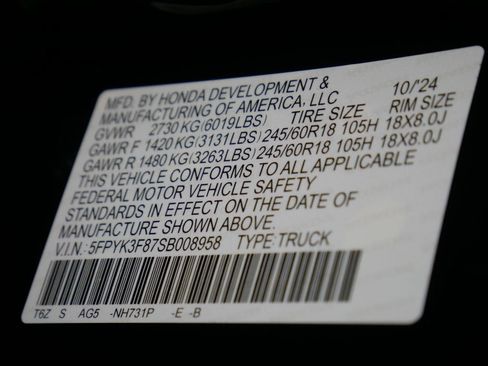 MFD. BY HONDA DEVELOPMENT & 10/'24
MANUFACTURING OF AMERICA, LLC
GVWR 2730 KG (6019LBS) TIRE SIZE RIM SIZE
GAWR F 1420 KG (3131LBS) 245/60R18 105H 18X8.0J
GAWR R 1480 KG (3263LBS) 245/60R18 105H 18X8.0J
THIS VEHICLE CONFORMS TO ALL APPLICABLE
FEDERAL MOTOR VEHICLE SAFETY
STANDARDS IN EFFECT ON THE DATE OF
MANUFACTURE SHOWN ABOVE.
V.I.N.: 5FPYK3F87SB008958 TYPE: TRUCK
T6Z S AG5 -NH731P -E -B